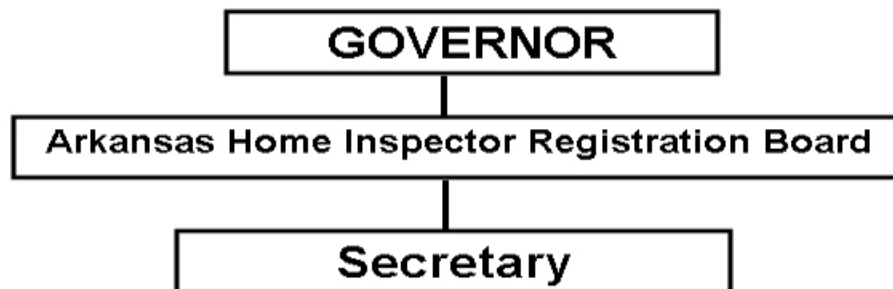 GOVERNOR
Arkansas Home Inspector Registration Board
Secretary